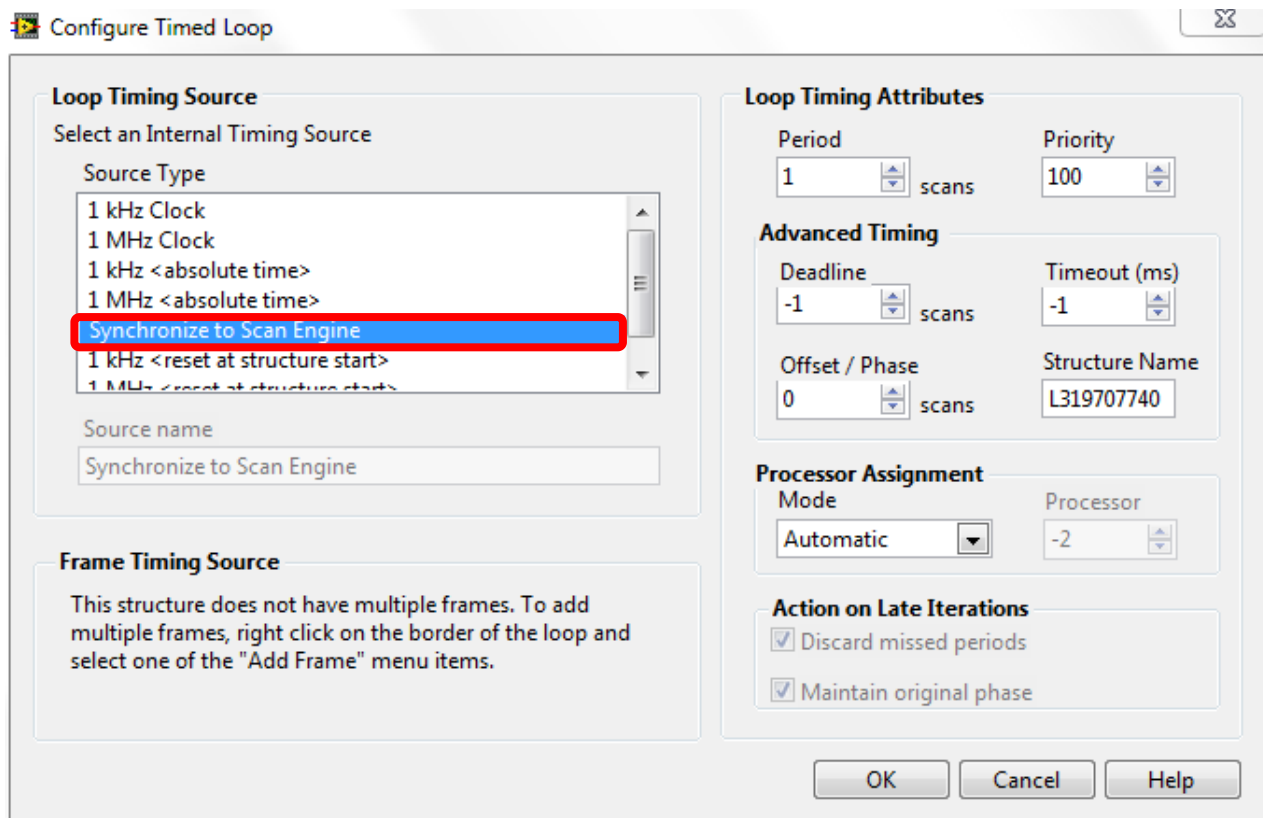 Configure Timed Loop
Loop Timing Source
Select an Internal Timing Source
Source Type
1 kHz Clock
1 MHz Clock
1 kHz <absolute time>
1 MHz <absolute time>
Synchronize to Scan Engine
1 kHz <reset at structure start>
1 MHz <reset at structure start>
Source name
Synchronize to Scan Engine
Frame Timing Source
This structure does not have multiple frames. To add
multiple frames, right click on the border of the loop and
select one of the "Add Frame" menu items.
Loop Timing Attributes
Period
1 scans
Priority
100
Advanced Timing
Deadline
-1 scans
Timeout (ms)
-1
Offset / Phase
0 scans
Structure Name
L319707740
Processor Assignment
Mode
Automatic
Processor
-2
Action on Late Iterations
Discard missed periods
Maintain original phase
OK
Cancel
Help